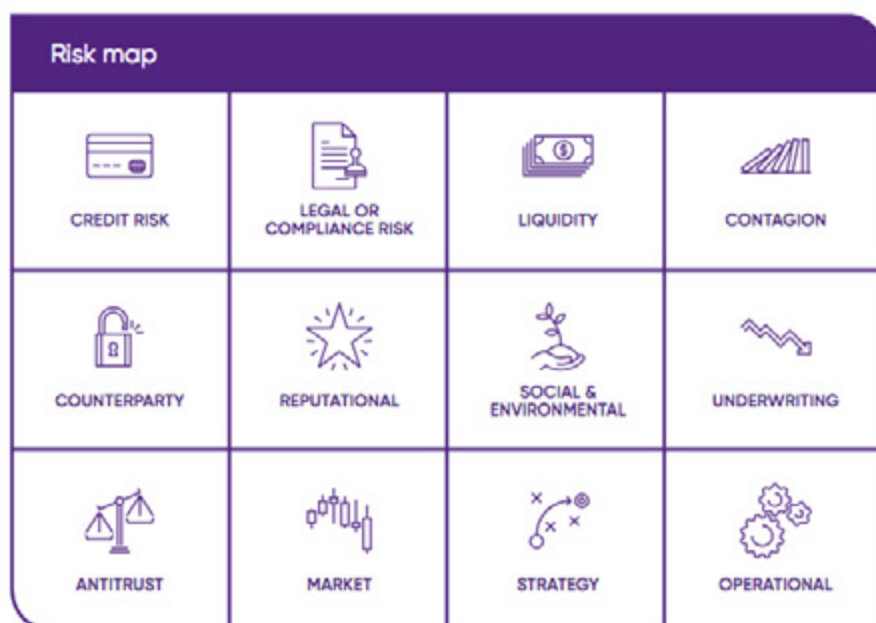 Risk map
CREDIT RISK
LEGAL OR
COMPLIANCE RISK
LIQUIDITY
CONTAGION
COUNTERPARTY
REPUTATIONAL
SOCIAL &
ENVIRONMENTAL
UNDERWRITING
ANTITRUST
MARKET
STRATEGY
OPERATIONAL